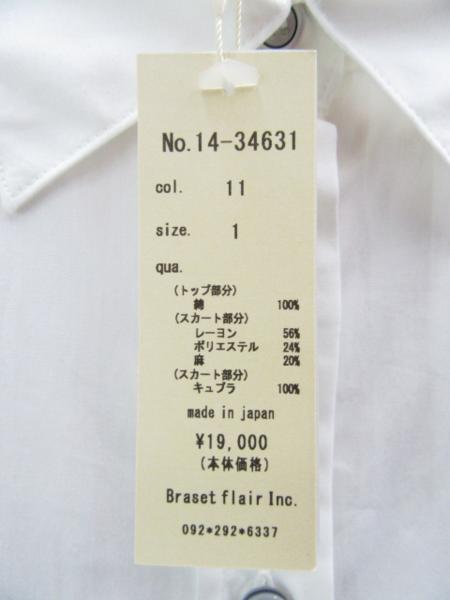 No.14-34631
col. 11
size. 1
qua.
(トップ部分)
綿 100%
(スカート部分)
レーヨン 56%
ポリエステル 24%
麻 20%
(スカート部分)
キュプラ 100%
made in japan
¥19,000
(本体価格)
Braset flair Inc.
092*292*6337